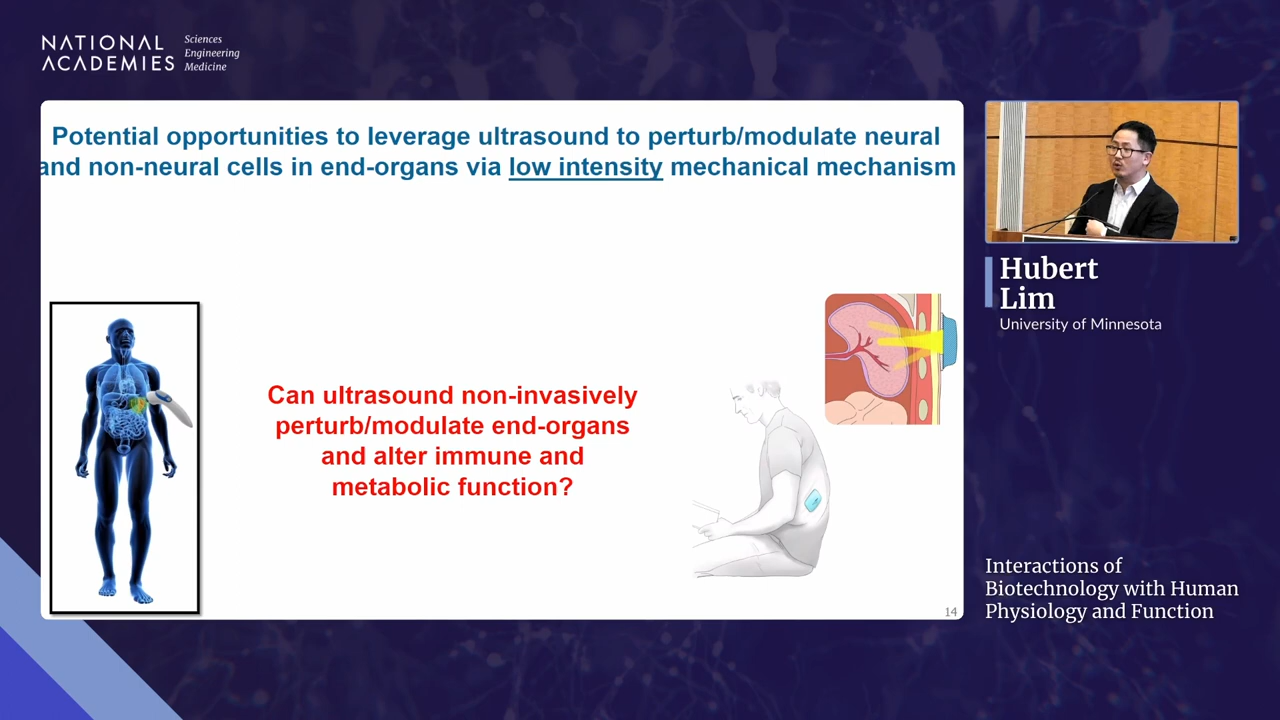 NATIONAL
ACADEMIES
Sciences
Engineering
Medicine
Potential opportunities to leverage ultrasound to perturb/modulate neural
and non-neural cells in end-organs via low intensity mechanical mechanism
Can ultrasound non-invasively
perturb/modulate end-organs
and alter immune and
metabolic function?
14
Hubert
Lim
University of Minnesota
Interactions of
Biotechnology with Human
Physiology and Function